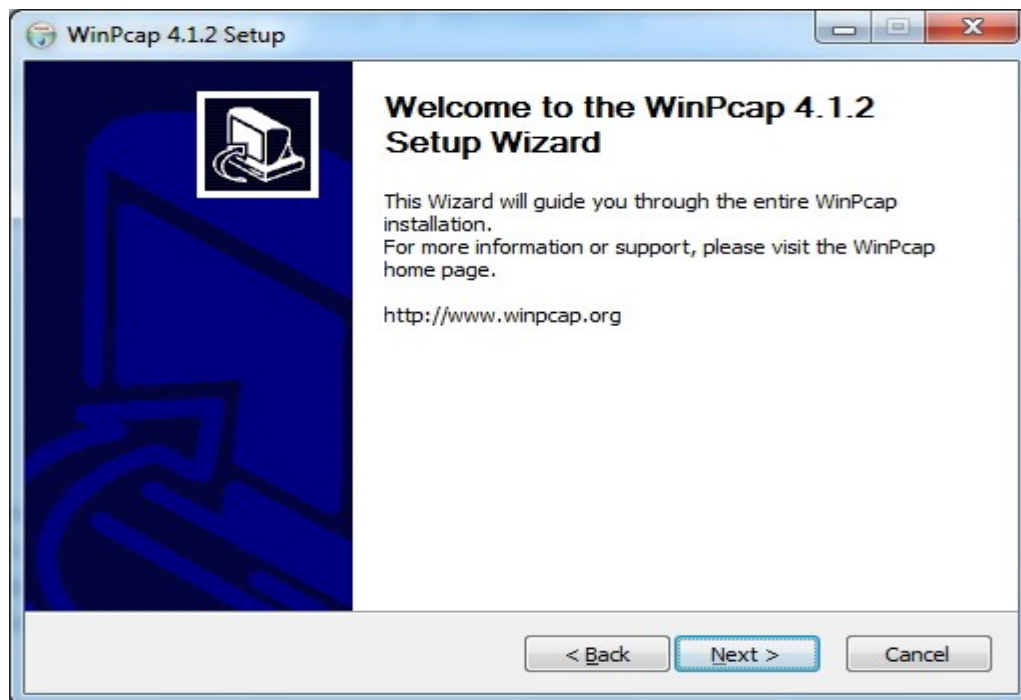 WinPcap 4.1.2 Setup
Welcome to the WinPcap 4.1.2
Setup Wizard
This Wizard will guide you through the entire WinPcap
installation.
For more information or support, please visit the WinPcap
home page.
http://www.winpcap.org
< Back
Next >
Cancel